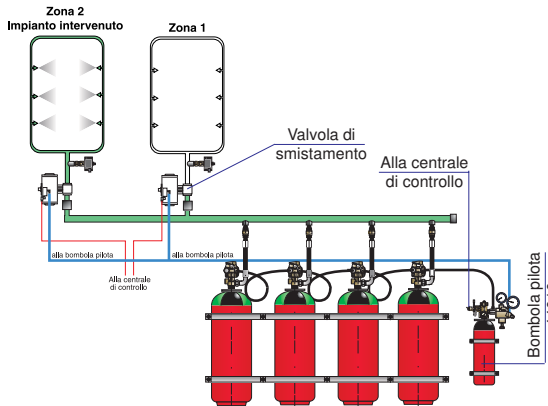 Zona 2
Impianto intervenuto
Zona 1
Valvola di
smistamento
Alla centrale
di controllo
alla bombola pilota
alla bombola pilota
Alla centrale
di controllo
Bombola pilota